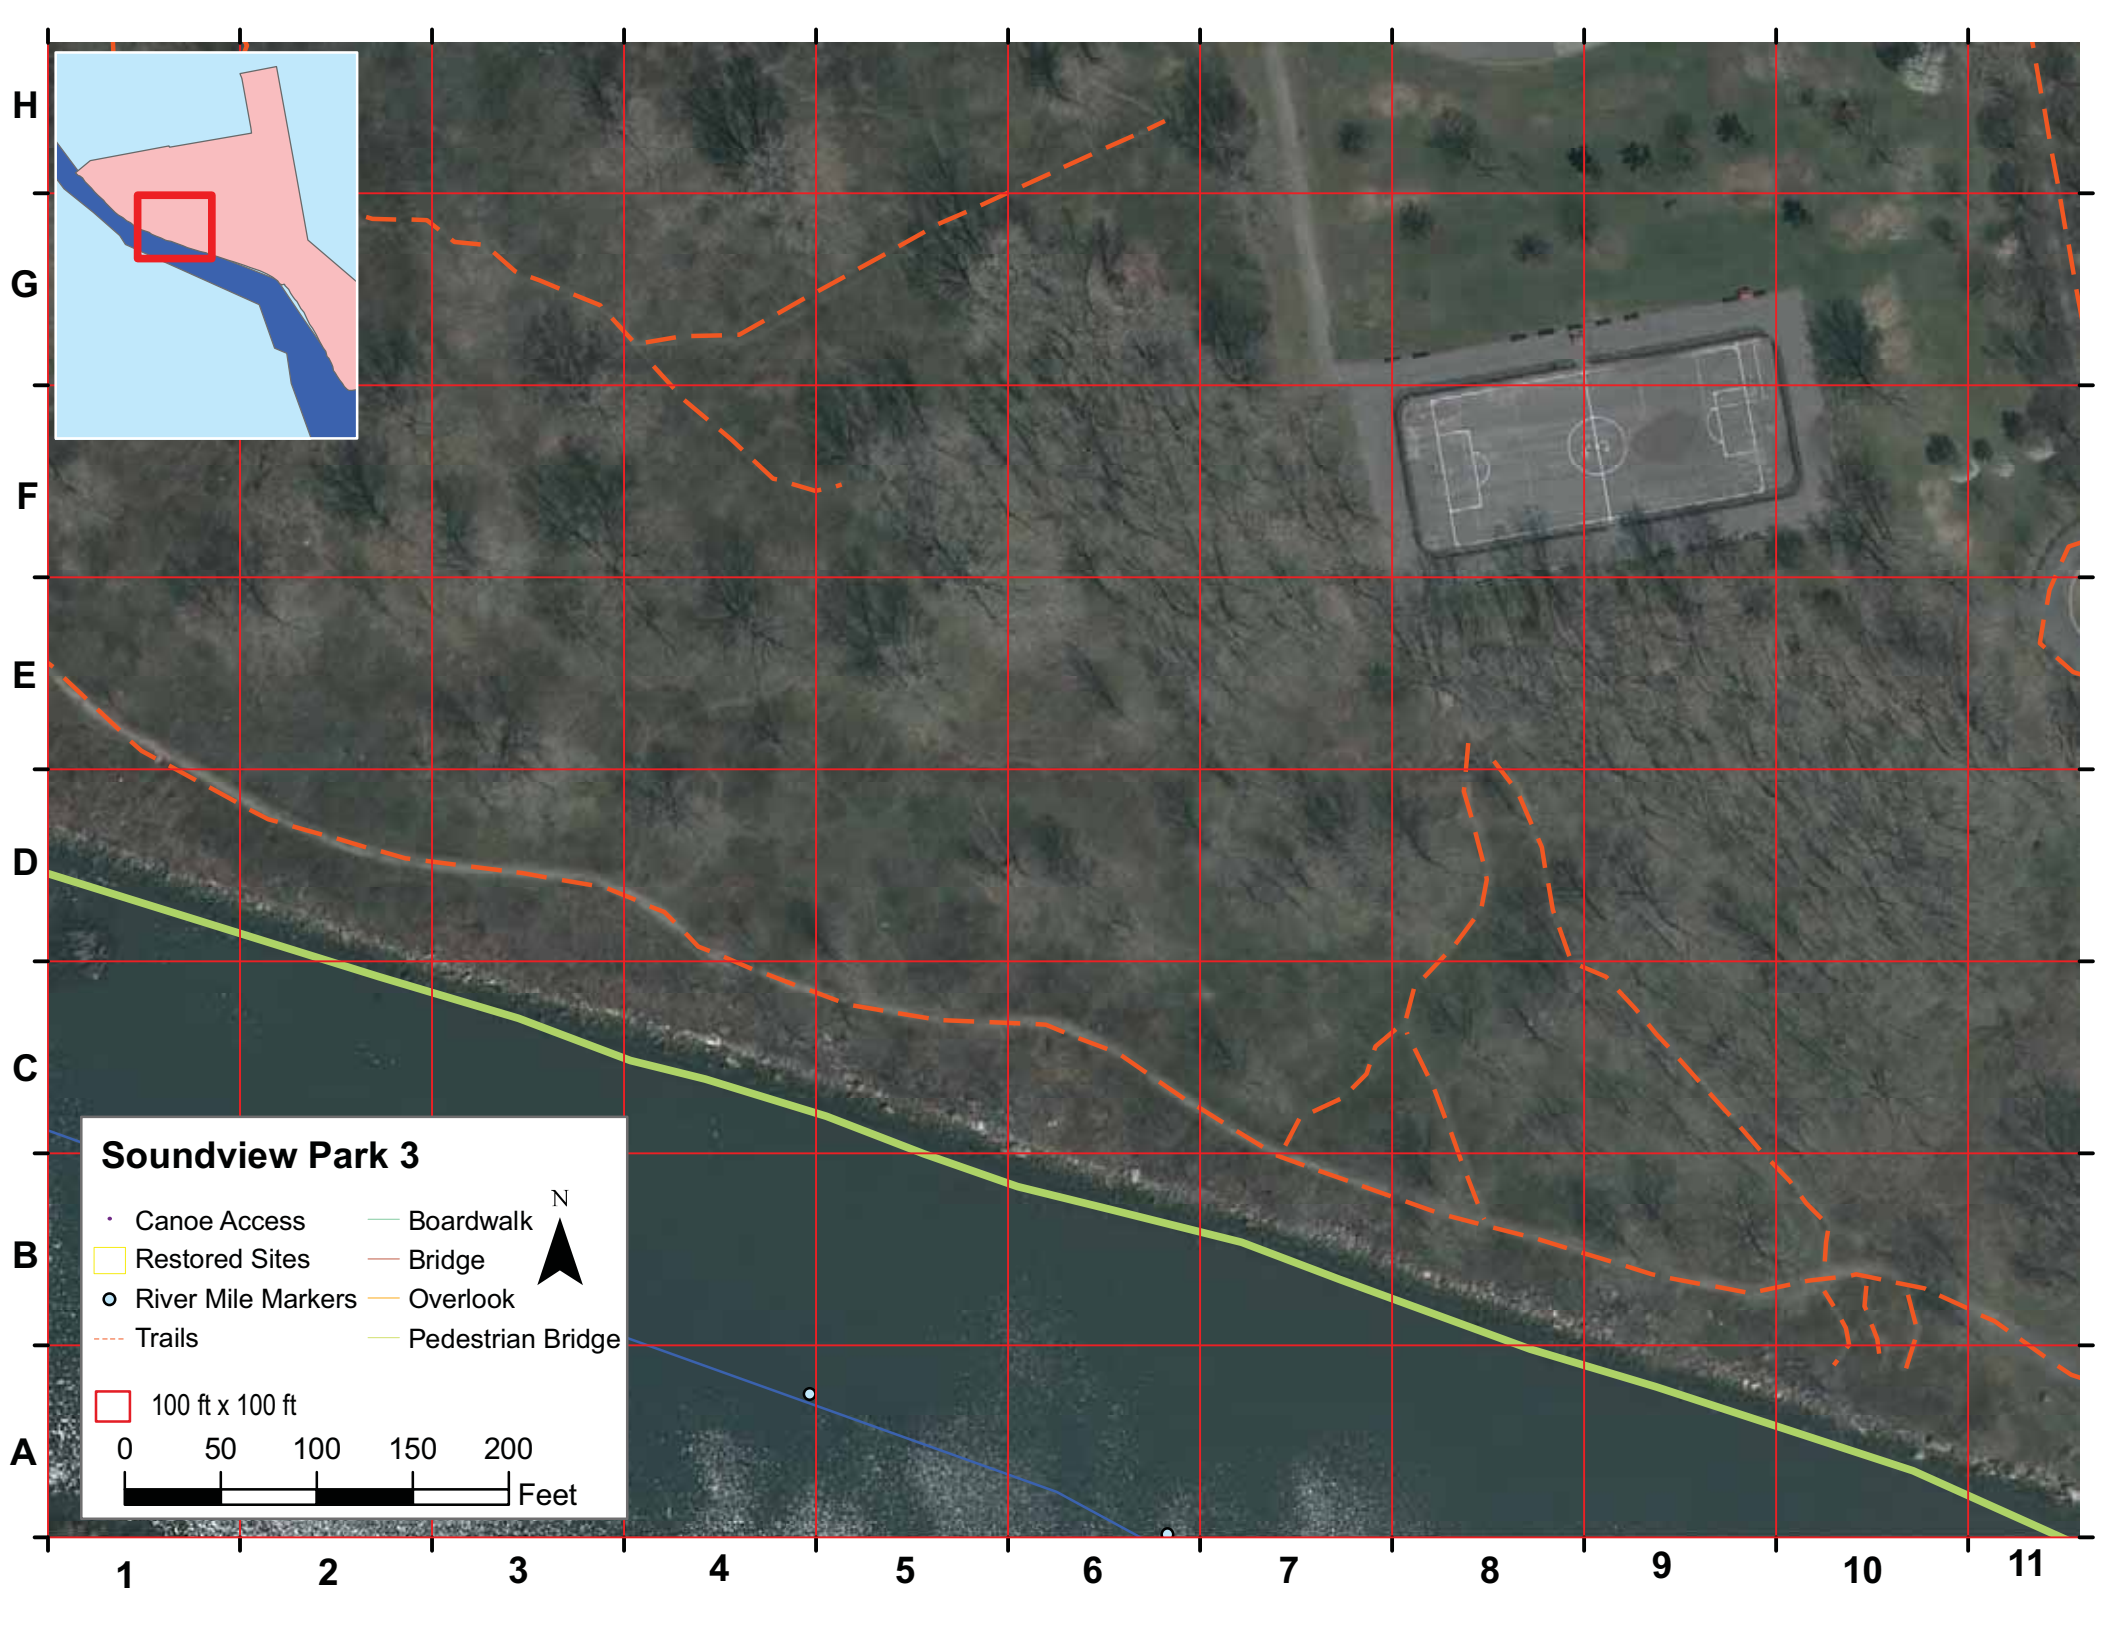 H
G
F
E
D
C
B
A
Soundview Park 3
N
Canoe Access
Boardwalk
Restored Sites
Bridge
River Mile Markers
Overlook
Trails
Pedestrian Bridge
100 ft x 100 ft
0 50 100 150 200
Feet
1 2 3 4 5 6 7 8 9 10 11